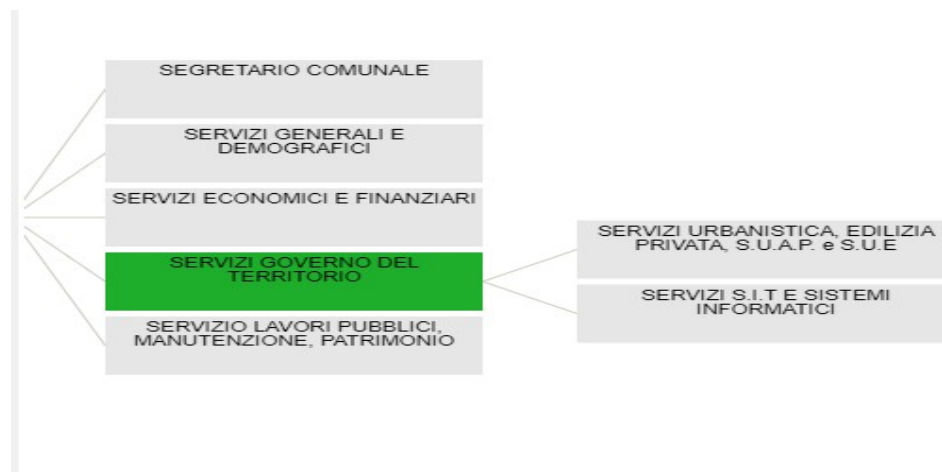 SEGRETARIO COMUNALE
SERVIZI GENERALI E
DEMOGRAFICI
SERVIZI ECONOMICI E FINANZIARI
SERVIZI GOVERNO DEL
TERRITORIO
SERVIZIO LAVORI PUBBLICI,
MANUTENZIONE, PATRIMONIO
SERVIZI URBANISTICA, EDILIZIA
PRIVATA, S.U.A.P. e S.U.E
SERVIZI S.I.T E SISTEMI
INFORMATICI